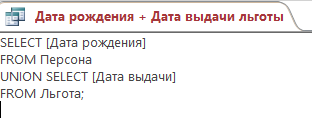 Дата рождения + Дата выдачи льготы
SELECT [Дата рождения]
FROM Персона
UNION SELECT [Дата выдачи]
FROM Льгота;